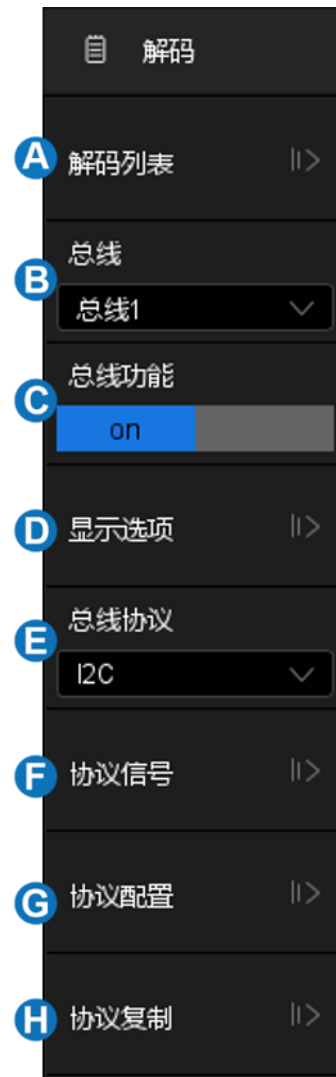 解码
A 解码列表
B 总线
总线1
C 总线功能
on
D 显示选项
E 总线协议
I2C
F 协议信号
G 协议配置
H 协议复制